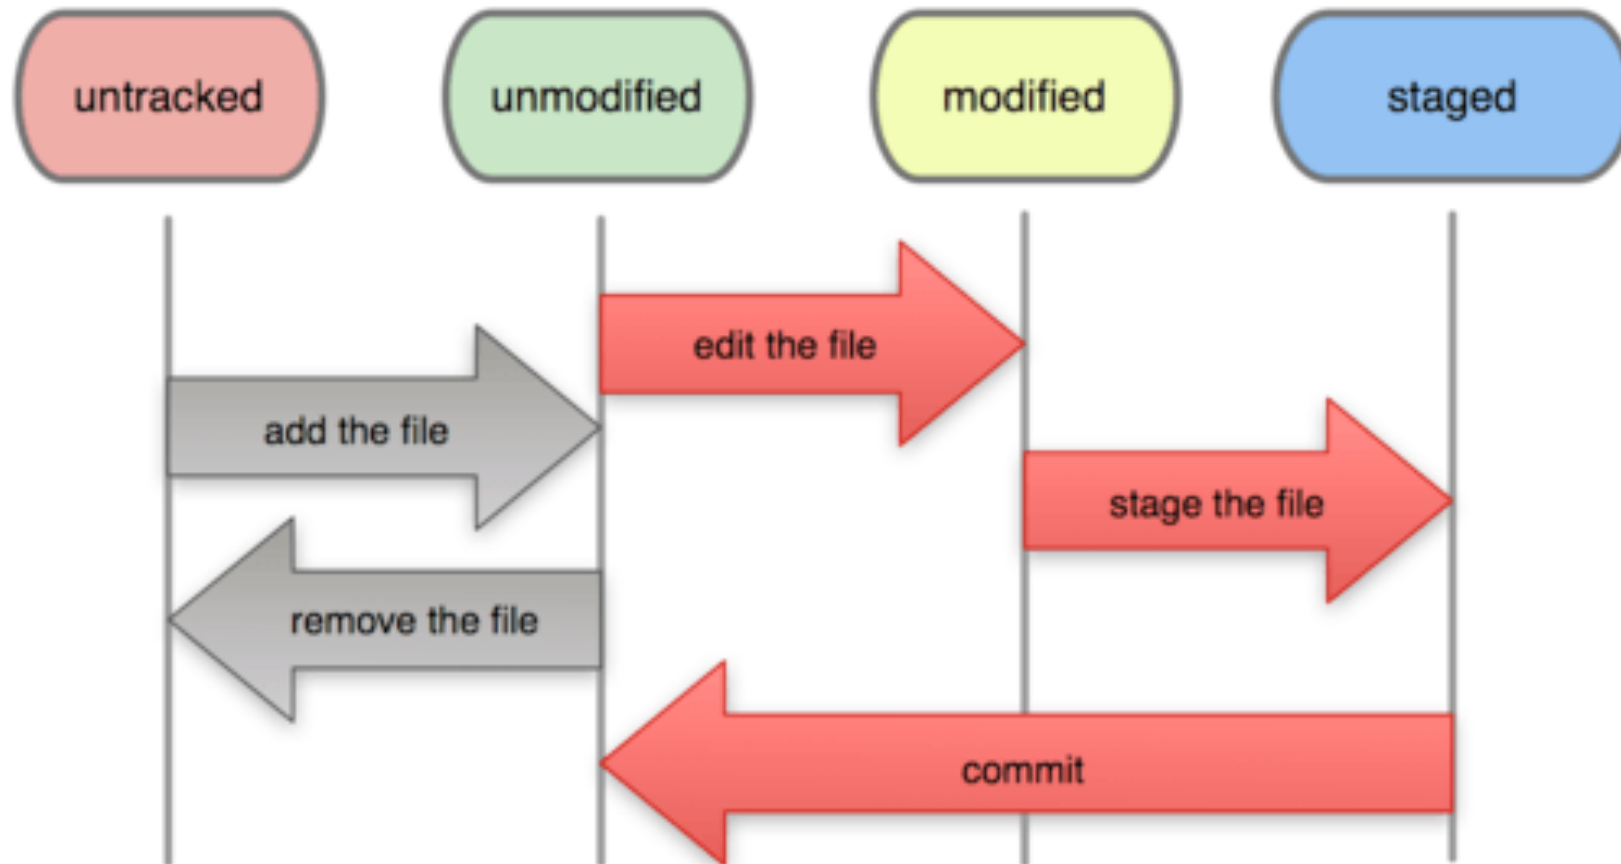 untracked
unmodified
modified
staged
edit the file
add the file
stage the file
remove the file
commit